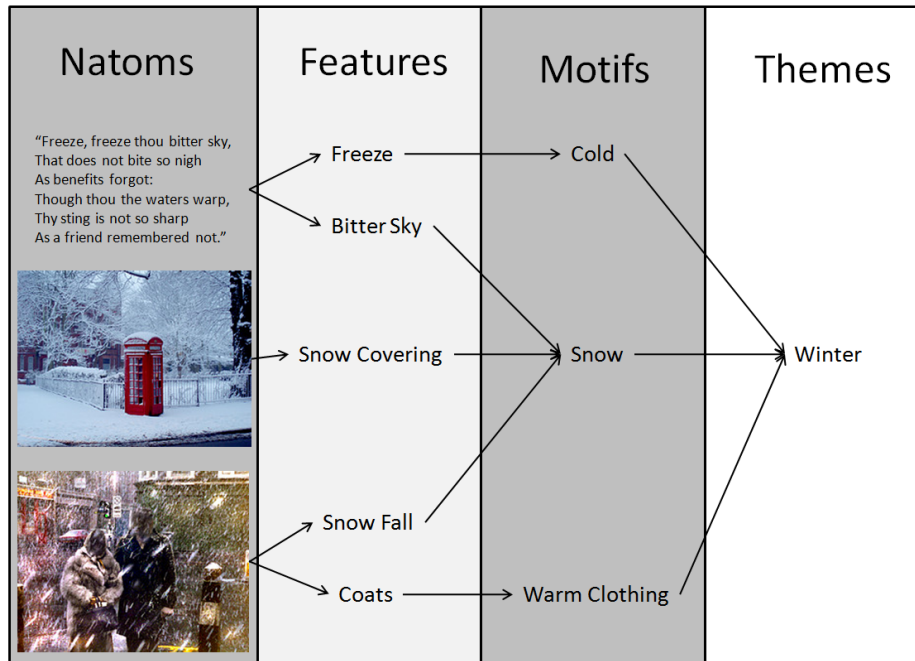 Natoms
Features
Motifs
Themes
“Freeze, freeze thou bitter sky,
That does not bite so nigh
As benefits forgot:
Though thou the waters warp,
Thy sting is not so sharp
As a friend remembered not.”
Freeze
Cold
Bitter Sky
Snow Covering
Snow
Winter
Snow Fall
Coats
Warm Clothing